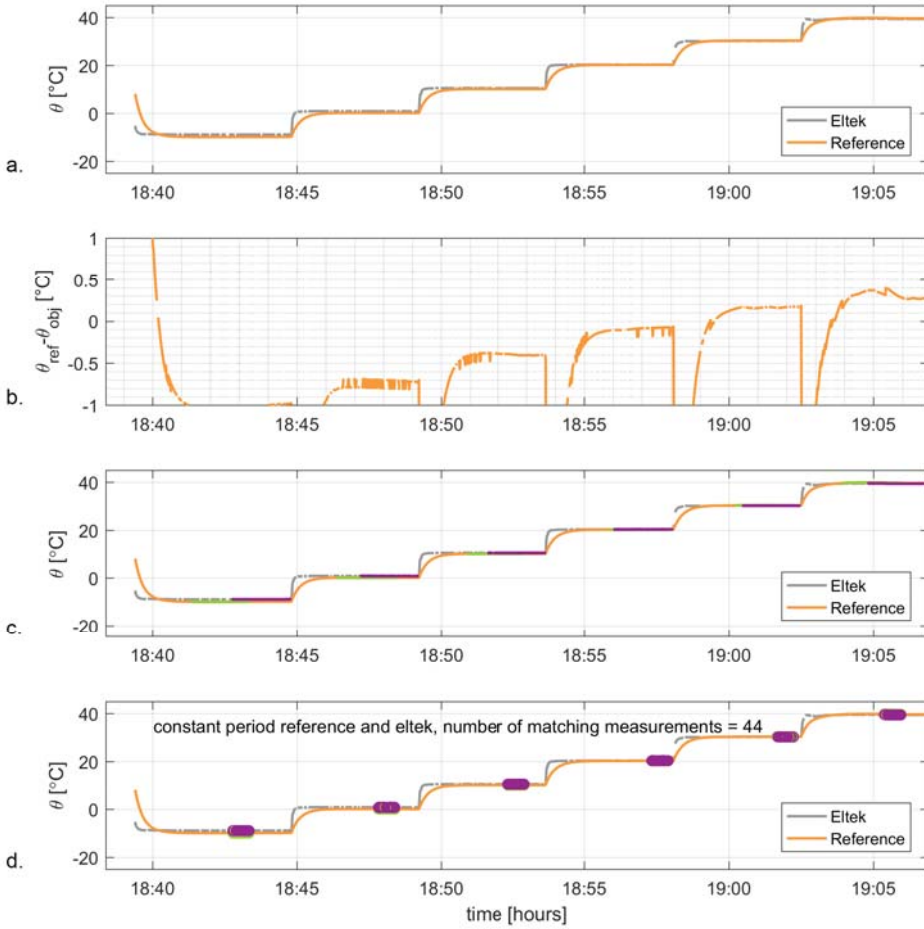 40
20
0
-20
θ [°C]
Eltek
Reference
a.
18:40 18:45 18:50 18:55 19:00 19:05
1
0.5
0
-0.5
-1
θref-θobj [°C]
b.
18:40 18:45 18:50 18:55 19:00 19:05
40
20
0
-20
θ [°C]
Eltek
Reference
c.
18:40 18:45 18:50 18:55 19:00 19:05
constant period reference and eltek, number of matching measurements = 44
40
20
0
-20
θ [°C]
Eltek
Reference
d.
18:40 18:45 18:50 18:55 19:00 19:05
time [hours]